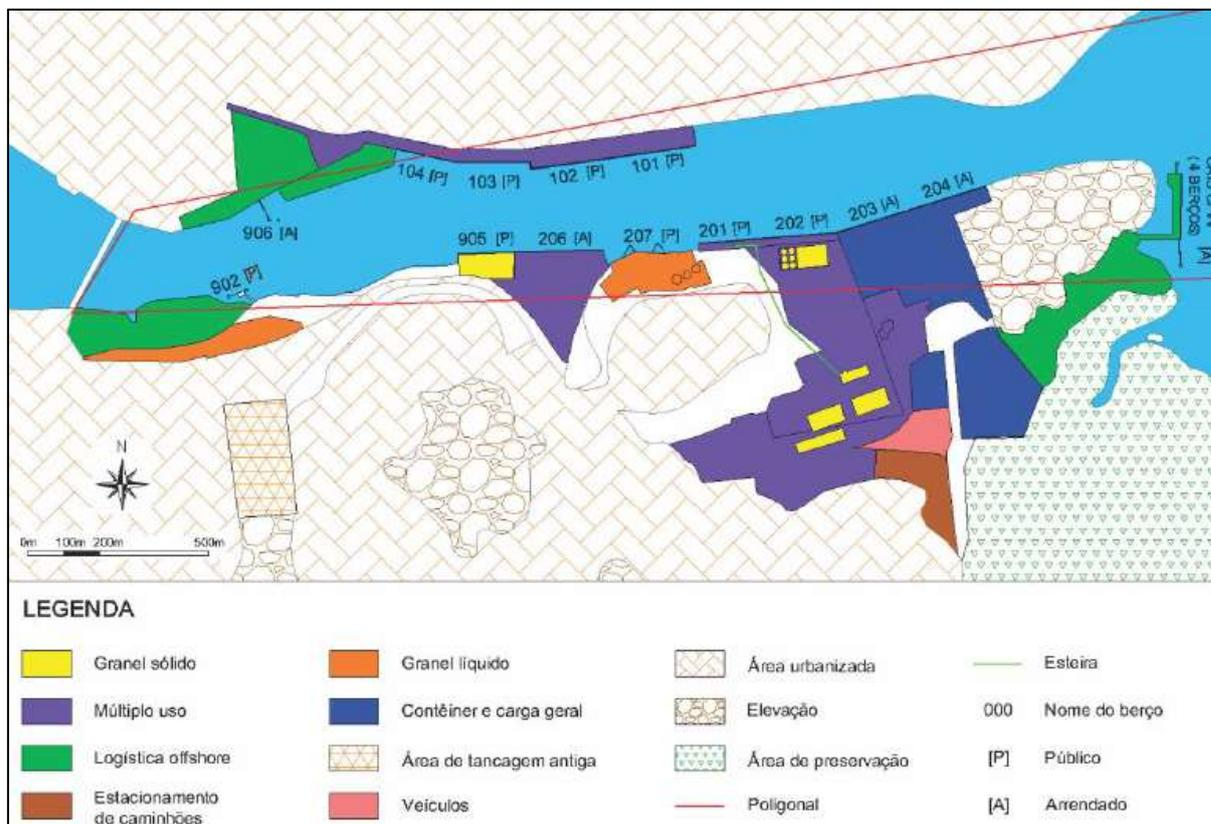 104 [P]
103 [P]
102 [P]
101 [P]
906 [A]
902 [P]
905 [P]
206 [A]
207 [P]
201 [P]
202 [P]
203 [A]
204 [A]
(4 BERÇOS)
[A]
N
0m 100m 200m 500m
LEGENDA
Granel sólido
Granel líquido
Área urbanizada
Esteira
Múltiplo uso
Contêiner e carga geral
Elevação
000 Nome do berço
Logística offshore
Área de tancagem antiga
Área de preservação
[P] Público
Estacionamento
de caminhões
Veículos
Poligonal
[A] Arrendado